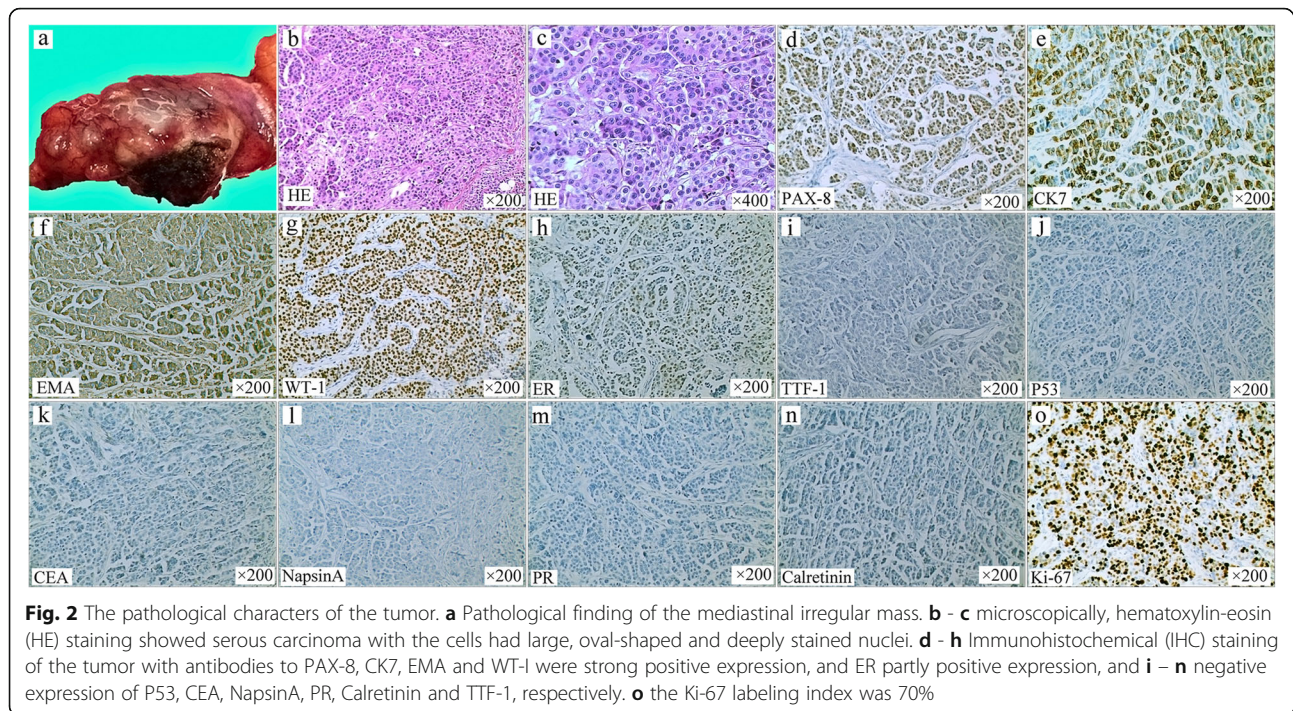 a b c d e
HE ×200 HE ×400 PAX-8 ×200 CK7 ×200
f g h i j
EMA ×200 WT-1 ×200 ER ×200 TTF-1 ×200 P53 ×200
k l m n o
CEA ×200 NapsinA ×200 PR ×200 Calretinin ×200 Ki-67 ×200
Fig. 2 The pathological characters of the tumor. a Pathological finding of the mediastinal irregular mass. b - c microscopically, hematoxylin-eosin
(HE) staining showed serous carcinoma with the cells had large, oval-shaped and deeply stained nuclei. d - h Immunohistochemical (IHC) staining
of the tumor with antibodies to PAX-8, CK7, EMA and WT-I were strong positive expression, and ER partly positive expression, and i – n negative
expression of P53, CEA, NapsinA, PR, Calretinin and TTF-1, respectively. o the Ki-67 labeling index was 70%